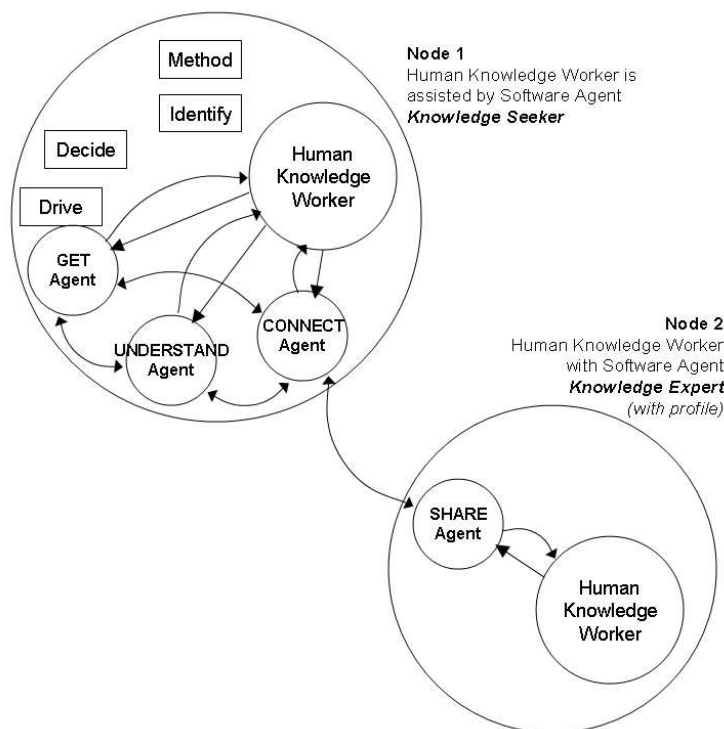 Method
Identify
Decide
Drive
Human
Knowledge
Worker
GET
Agent
UNDERSTAND
Agent
CONNECT
Agent
Node 1
Human Knowledge Worker is
assisted by Software Agent
Knowledge Seeker
Node 2
Human Knowledge Worker
with Software Agent
Knowledge Expert
(with profile)
SHARE
Agent
Human
Knowledge
Worker